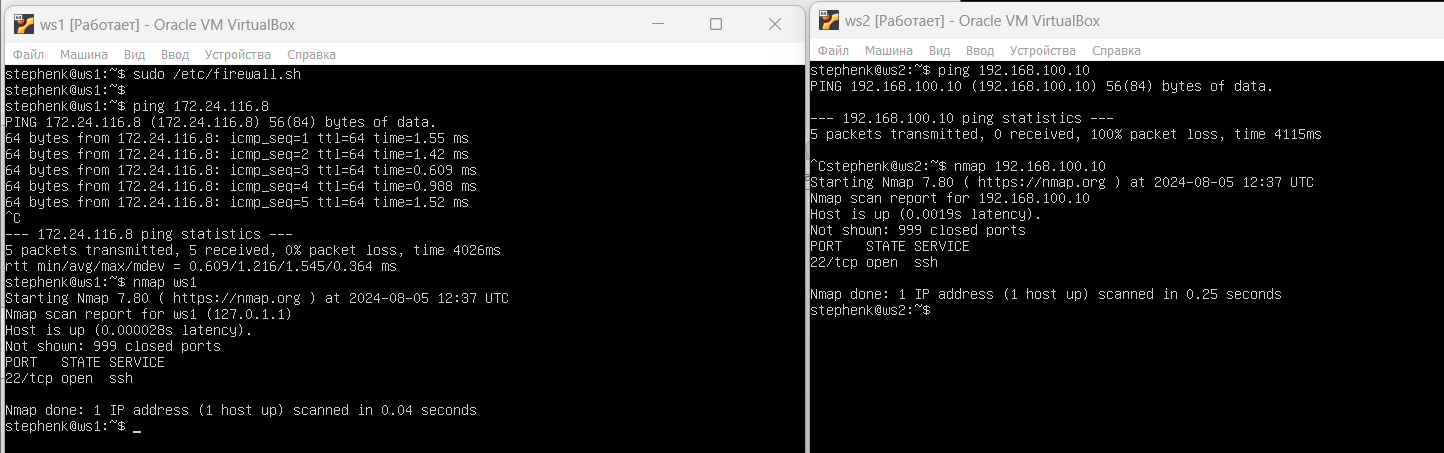 ws1 [Работает] - Oracle VM VirtualBox
Файл Машина Вид Ввод Устройства Справка
stephenk@ws1:~$ sudo /etc/firewall.sh
stephenk@ws1:~$
stephenk@ws1:~$ ping 172.24.116.8
PING 172.24.116.8 (172.24.116.8) 56(84) bytes of data.
64 bytes from 172.24.116.8: icmp_seq=1 ttl=64 time=1.55 ms
64 bytes from 172.24.116.8: icmp_seq=2 ttl=64 time=1.42 ms
64 bytes from 172.24.116.8: icmp_seq=3 ttl=64 time=0.609 ms
64 bytes from 172.24.116.8: icmp_seq=4 ttl=64 time=0.988 ms
64 bytes from 172.24.116.8: icmp_seq=5 ttl=64 time=1.52 ms
^C
--- 172.24.116.8 ping statistics ---
5 packets transmitted, 5 received, 0% packet loss, time 4026ms
rtt min/avg/max/mdev = 0.609/1.216/1.545/0.364 ms
stephenk@ws1:~$ nmap ws1
Starting Nmap 7.80 ( https://nmap.org ) at 2024-08-05 12:37 UTC
Nmap scan report for ws1 (127.0.1.1)
Host is up (0.000028s latency).
Not shown: 999 closed ports
PORT   STATE SERVICE
22/tcp open  ssh
Nmap done: 1 IP address (1 host up) scanned in 0.04 seconds
stephenk@ws1:~$ _
ws2 [Работает] - Oracle VM VirtualBox
Файл Машина Вид Ввод Устройства Справка
stephenk@ws2:~$ ping 192.168.100.10
PING 192.168.100.10 (192.168.100.10) 56(84) bytes of data.
--- 192.168.100.10 ping statistics ---
5 packets transmitted, 0 received, 100% packet loss, time 4115ms
^Cstephenk@ws2:~$ nmap 192.168.100.10
Starting Nmap 7.80 ( https://nmap.org ) at 2024-08-05 12:37 UTC
Nmap scan report for 192.168.100.10
Host is up (0.0019s latency).
Not shown: 999 closed ports
PORT   STATE SERVICE
22/tcp open  ssh
Nmap done: 1 IP address (1 host up) scanned in 0.25 seconds
stephenk@ws2:~$